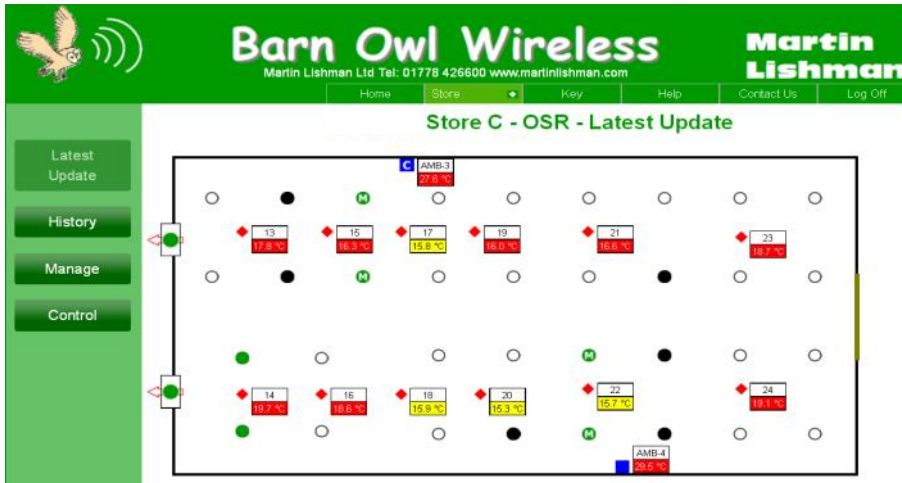 Barn Owl Wireless
Martin Lishman Ltd Tel: 01778 426600 www.martinlishman.com
Martin
Lishman
Home Store Key Help Contact Us Log Off
Store C - OSR - Latest Update
Latest
Update
History
Manage
Control
C AMB-3
27.6 °C
M
13 15 17 19 21 23
17.8 °C 16.3 °C 15.8 °C 16.0 °C 16.6 °C 18.7 °C
M
M
14 16 18 20 22 24
19.7 °C 18.6 °C 15.9 °C 15.3 °C 15.7 °C 19.1 °C
M
AMB-4
29.5 °C